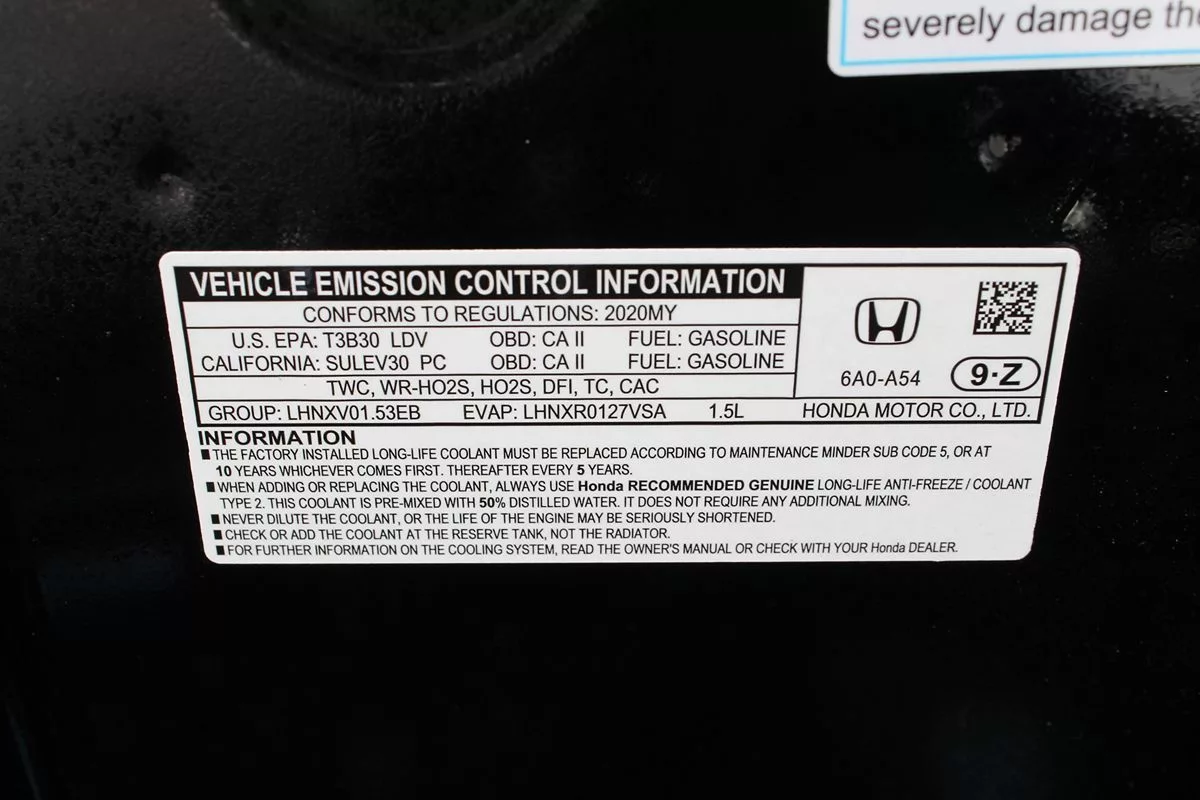 severely damage the
VEHICLE EMISSION CONTROL INFORMATION
CONFORMS TO REGULATIONS: 2020MY
U.S. EPA: T3B30 LDV OBD: CA II FUEL: GASOLINE
CALIFORNIA: SULEV30 PC OBD: CA II FUEL: GASOLINE
TWC, WR-HO2S, HO2S, DFI, TC, CAC
6A0-A54 9·Z
GROUP: LHNXV01.53EB EVAP: LHNXR0127VSA 1.5L HONDA MOTOR CO., LTD.
INFORMATION
■THE FACTORY INSTALLED LONG-LIFE COOLANT MUST BE REPLACED ACCORDING TO MAINTENANCE MINDER SUB CODE 5, OR AT
10 YEARS WHICHEVER COMES FIRST. THEREAFTER EVERY 5 YEARS.
■WHEN ADDING OR REPLACING THE COOLANT, ALWAYS USE Honda RECOMMENDED GENUINE LONG-LIFE ANTI-FREEZE / COOLANT
TYPE 2. THIS COOLANT IS PRE-MIXED WITH 50% DISTILLED WATER. IT DOES NOT REQUIRE ANY ADDITIONAL MIXING.
■NEVER DILUTE THE COOLANT, OR THE LIFE OF THE ENGINE MAY BE SERIOUSLY SHORTENED.
■CHECK OR ADD THE COOLANT AT THE RESERVE TANK, NOT THE RADIATOR.
■FOR FURTHER INFORMATION ON THE COOLING SYSTEM, READ THE OWNER'S MANUAL OR CHECK WITH YOUR Honda DEALER.